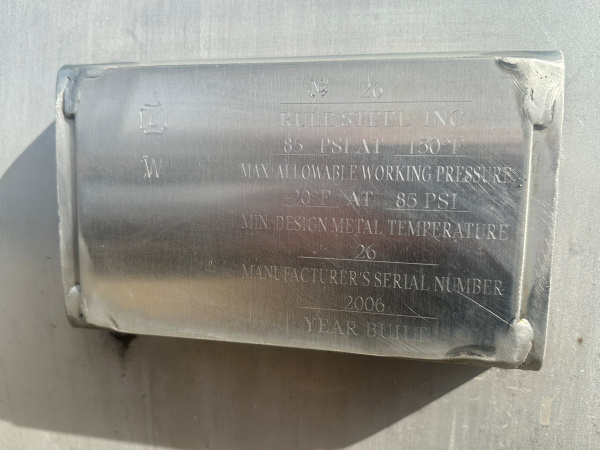 26
RULE STEEL, INC
85 PSI AT 150°F
W
MAX. ALLOWABLE WORKING PRESSURE
20°F AT 85 PSI
MIN. DESIGN METAL TEMPERATURE
26
MANUFACTURER'S SERIAL NUMBER
2006
YEAR BUILT